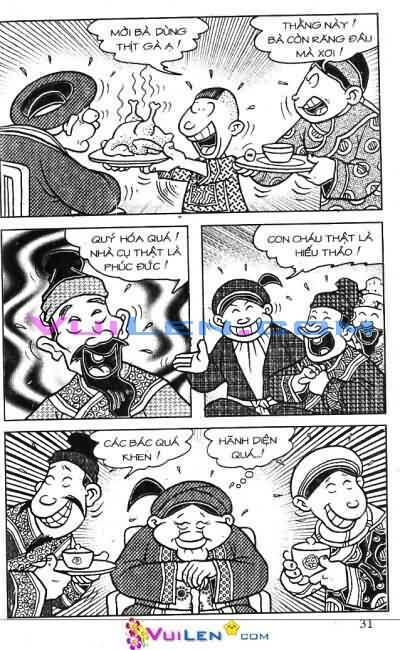 MỜI BÀ DÙNG
THỊT GÀ Ạ !
THẰNG NÀY !
BÀ CÒN RĂNG ĐÂU
MÀ XƠI !
QUÝ HÓA QUÁ !
NHÀ CỤ THẬT LÀ
PHÚC ĐỨC !
CON CHÁU THẬT LÀ
HIẾU THẢO !
VUILEN.COM
CÁC BÁC QUÁ
KHEN !
HÃNH DIỆN
QUÁ...!
31
VUILEN.COM